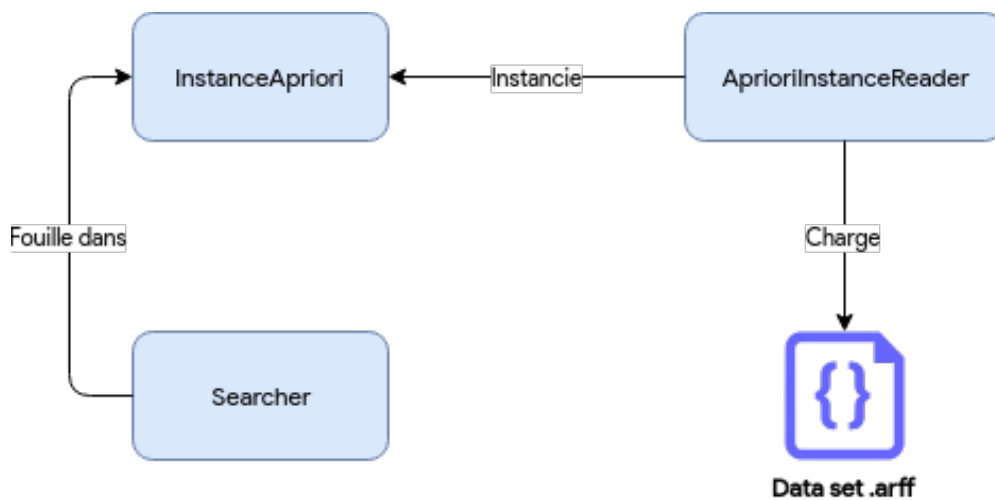 InstanceApriori
Instancie
AprioriInstanceReader
Fouille dans
Charge
Searcher
{}
Data set .arff